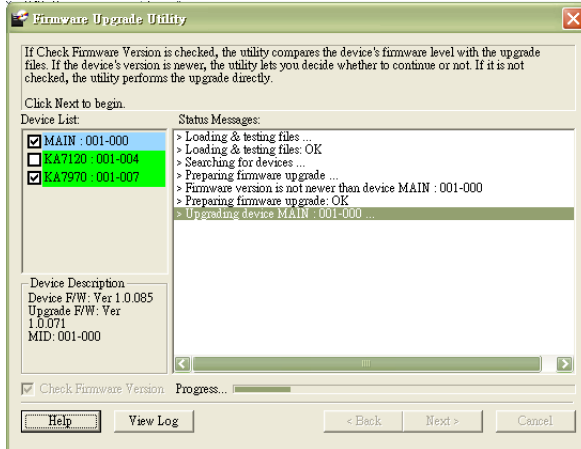 Firmware Upgrade Utility
If Check Firmware Version is checked, the utility compares the device's firmware level with the upgrade
files. If the device's version is newer, the utility lets you decide whether to continue or not. If it is not
checked, the utility performs the upgrade directly.
Click Next to begin.
Device List:
MAIN : 001-000
KA7120 : 001-004
KA7970 : 001-007
Status Messages:
> Loading & testing files ...
> Loading & testing files: OK
> Searching for devices ...
> Preparing firmware upgrade ...
> Firmware version is not newer than device MAIN : 001-000
> Preparing firmware upgrade: OK
> Upgrading device MAIN : 001-000 ...
Device Description
Device F/W: Ver 1.0.085
Upgrade F/W: Ver
1.0.071
MID: 001-000
Check Firmware Version Progress...
Help View Log < Back Next > Cancel